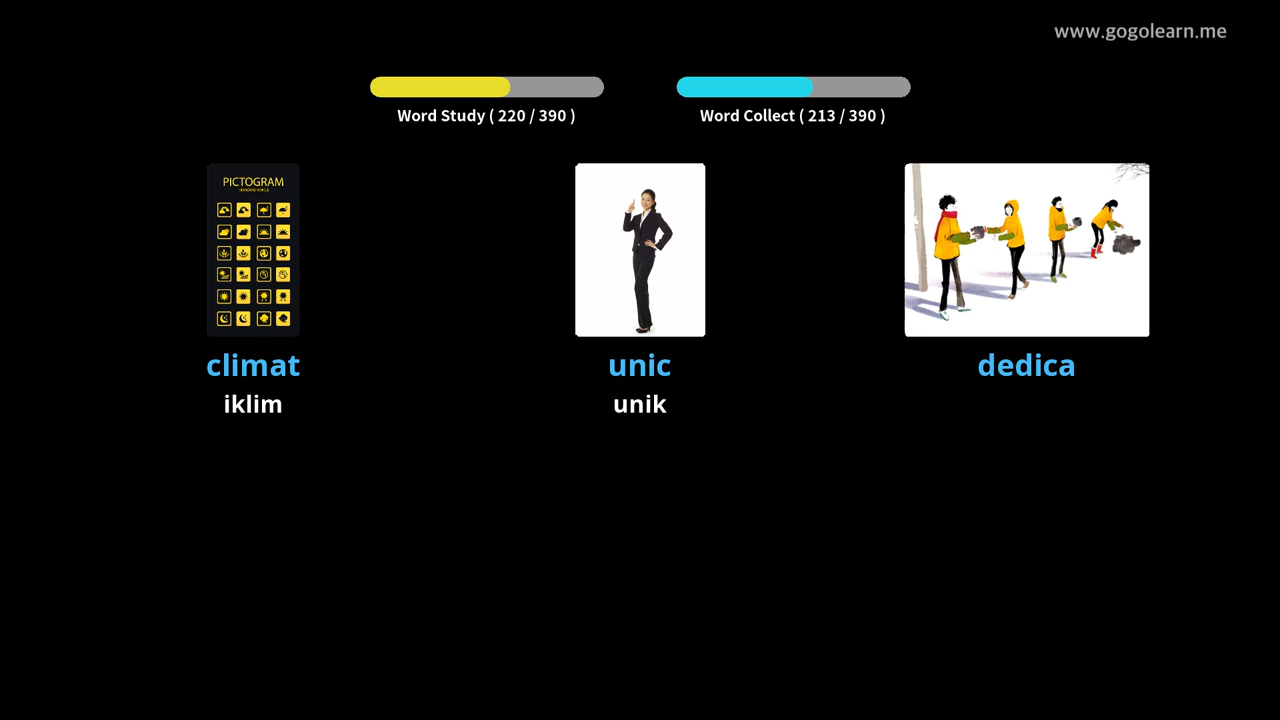 www.gogolearn.me
Word Study ( 220 / 390 )
Word Collect ( 213 / 390 )
PICTOGRAM
climat
unic
dedica
iklim
unik